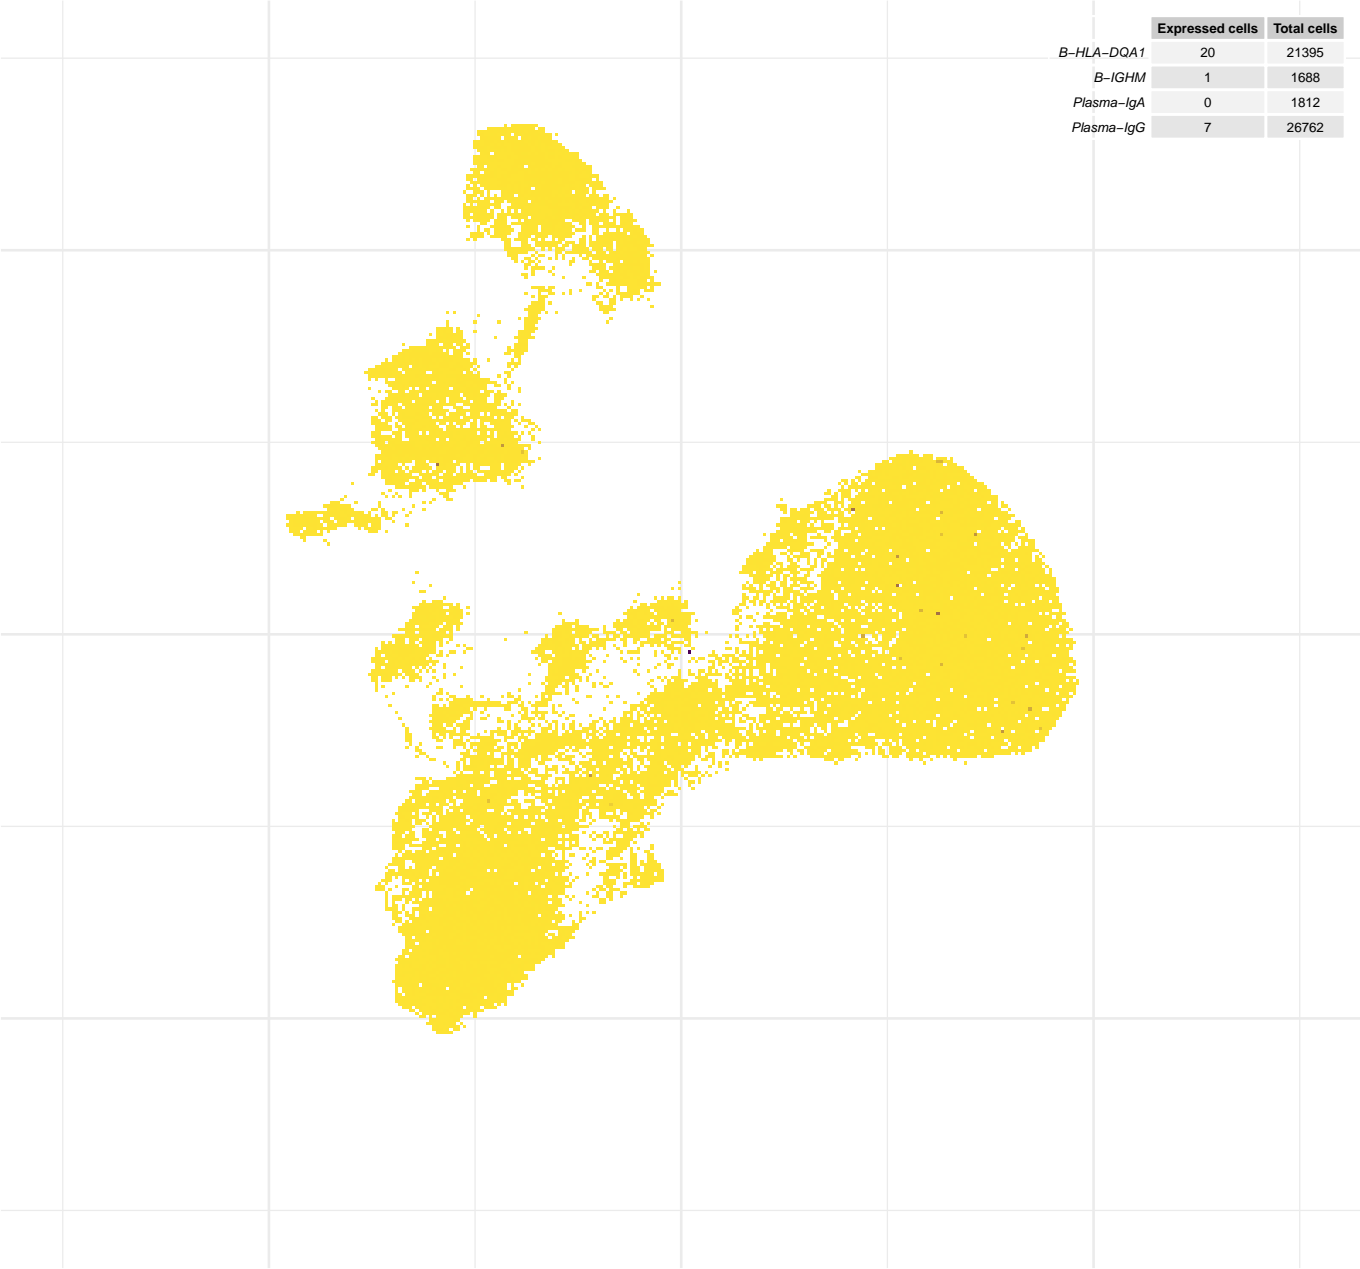 Expressed cells Total cells
B−HLA−DQA1 20 21395
B−IGHM 1 1688
Plasma−IgA 0 1812
Plasma−IgG 7 26762